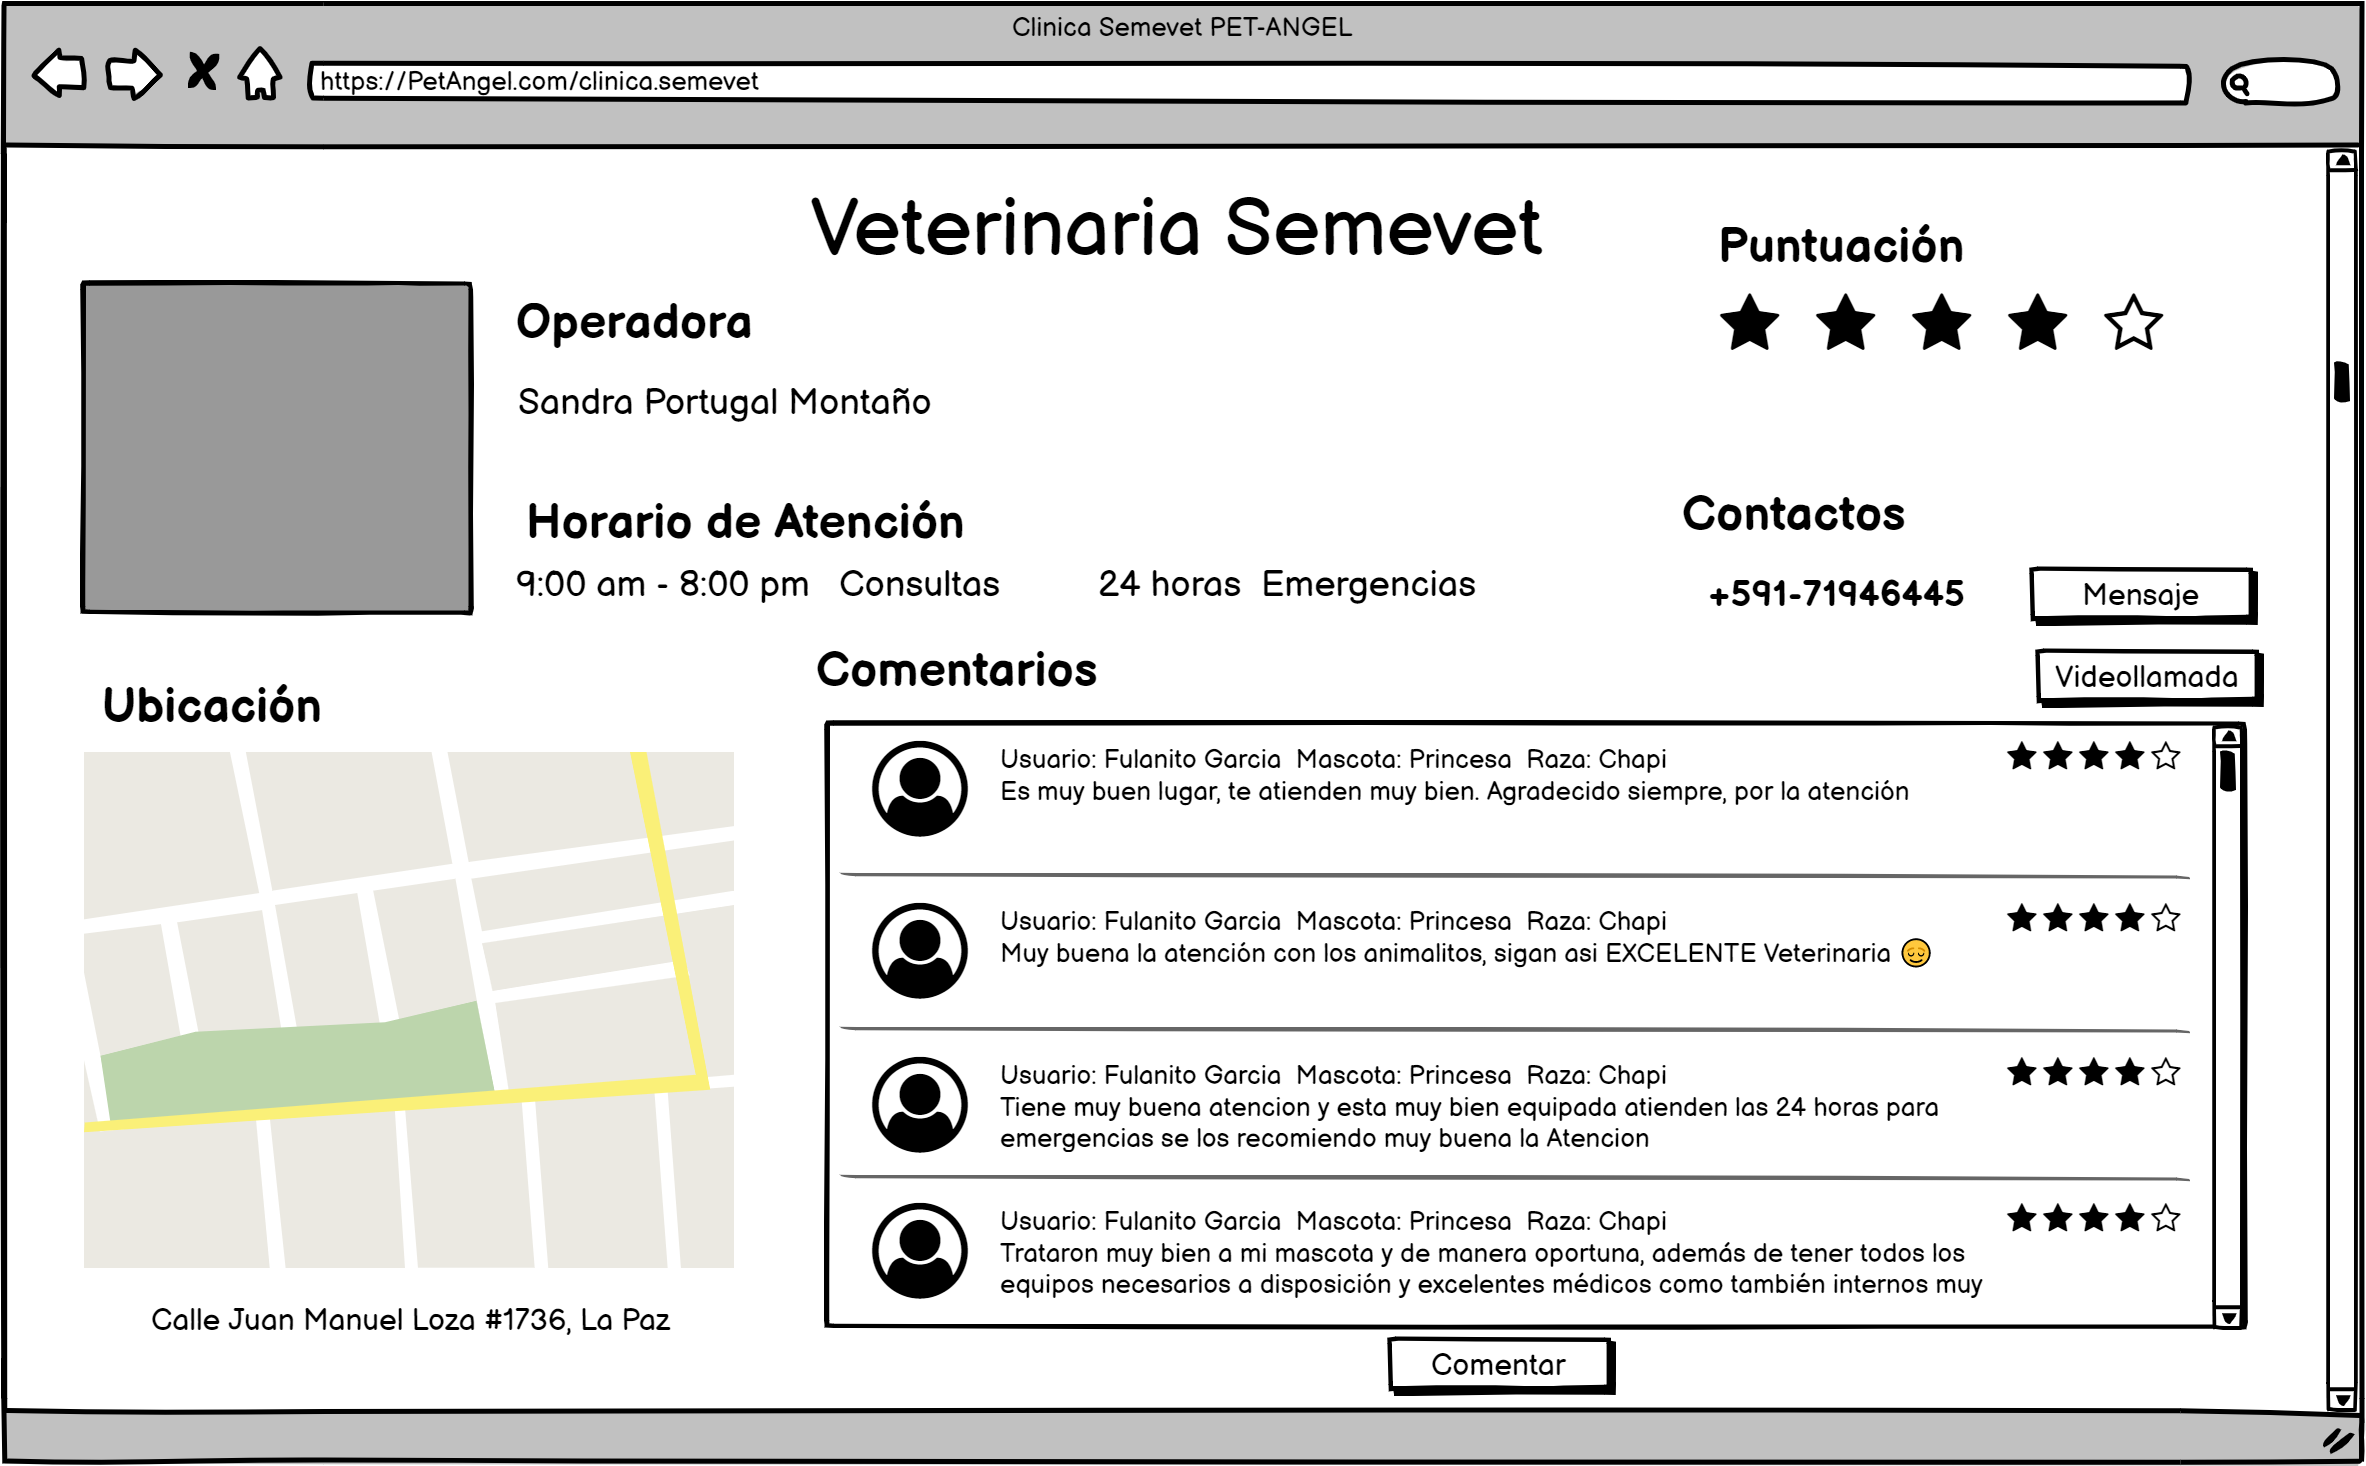 Clinica Semevet PET-ANGEL
https://PetAngel.com/clinica.semevet
Veterinaria Semevet
Puntuación
Operadora
Sandra Portugal Montaño
Horario de Atención
9:00 am - 8:00 pm Consultas 24 horas Emergencias
Contactos
+591-71946445 Mensaje
Videollamada
Ubicación
Calle Juan Manuel Loza #1736, La Paz
Comentarios
Usuario: Fulanito Garcia Mascota: Princesa Raza: Chapi
Es muy buen lugar, te atienden muy bien. Agradecido siempre, por la atención
Usuario: Fulanito Garcia Mascota: Princesa Raza: Chapi
Muy buena la atención con los animalitos, sigan asi EXCELENTE Veterinaria 😌
Usuario: Fulanito Garcia Mascota: Princesa Raza: Chapi
Tiene muy buena atencion y esta muy bien equipada atienden las 24 horas para
emergencias se los recomiendo muy buena la Atencion
Usuario: Fulanito Garcia Mascota: Princesa Raza: Chapi
Trataron muy bien a mi mascota y de manera oportuna, además de tener todos los
equipos necesarios a disposición y excelentes médicos como también internos muy
Comentar